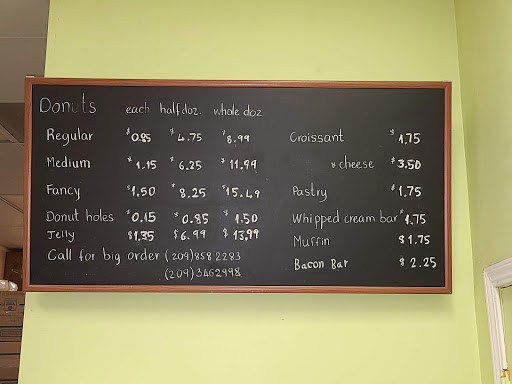 Donuts each half doz. whole doz
Regular $0.85 $4.75 $8.99
Medium $1.15 $6.25 $11.99
Fancy $1.50 $8.25 $15.49
Donut holes $0.15 $0.85 $1.50
Jelly $1.35 $6.99 $13.99
Call for big order (209)858 2283
(209)3462998
Croissant $1.75
cheese $3.50
Pastry $1.75
Whipped cream bar $1.75
Muffin $1.75
Bacon Bar $2.25